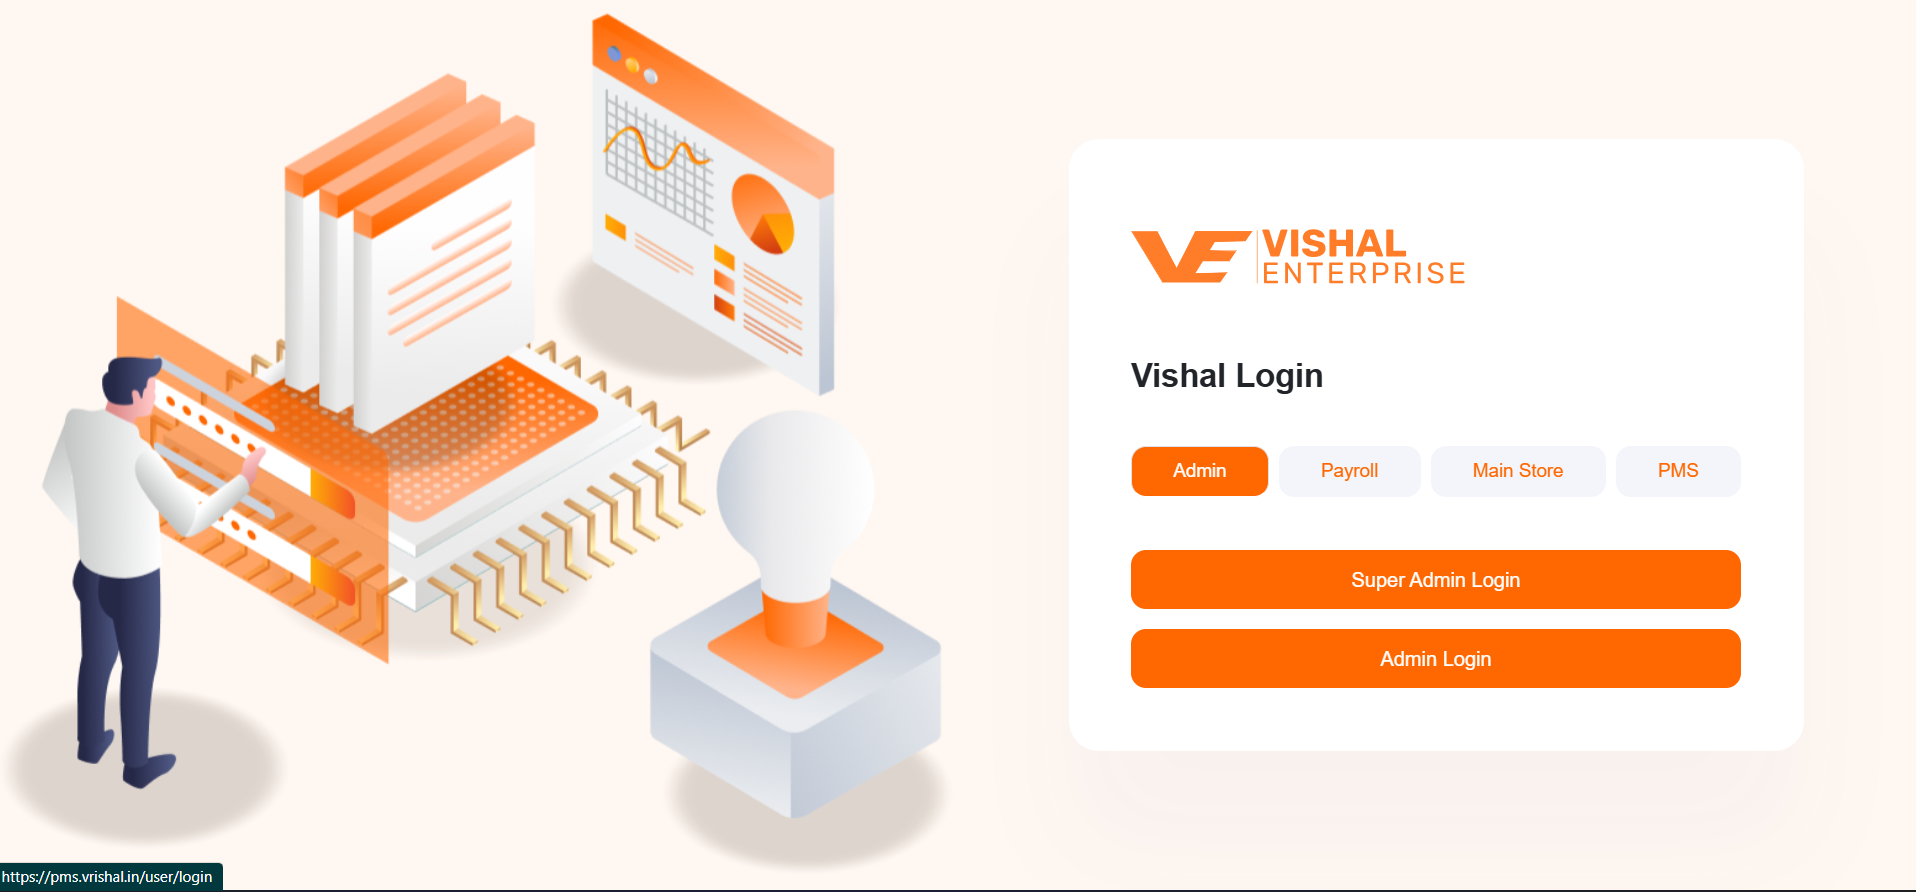 VISHAL
ENTERPRISE
Vishal Login
Admin Payroll Main Store PMS
Super Admin Login
Admin Login
https://pms.vrishal.in/user/login